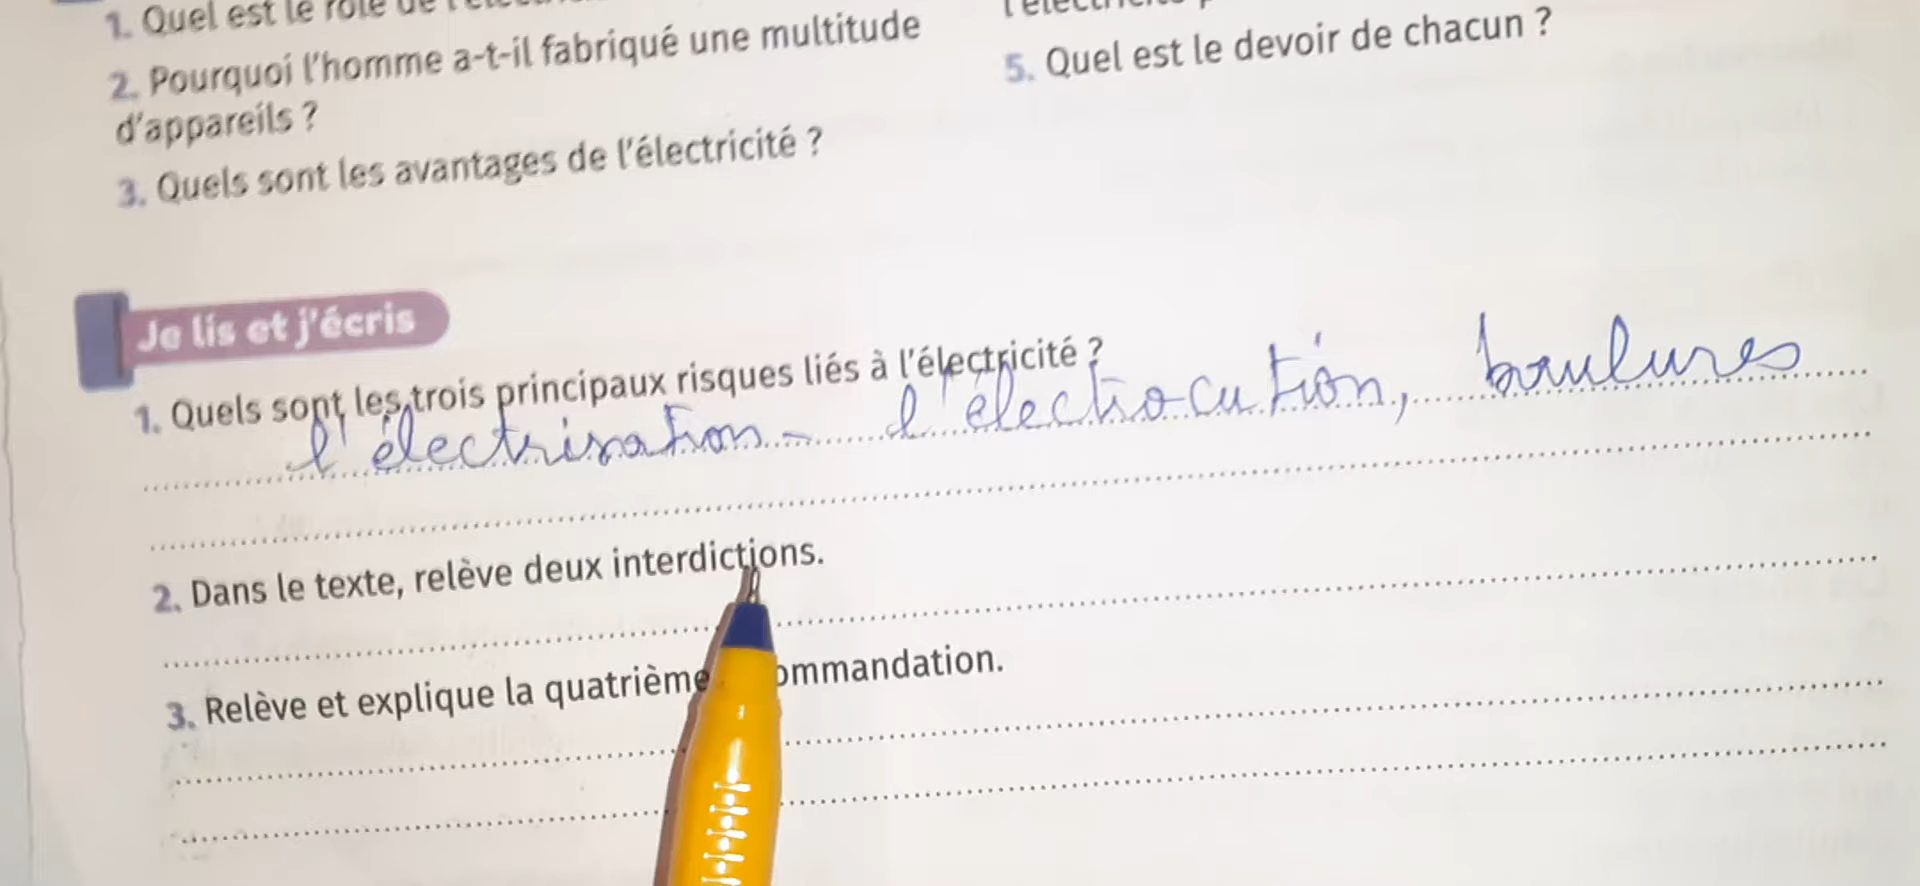 1. Quel est le rôle de
2. Pourquoi l'homme a-t-il fabriqué une multitude
d'appareils ?
3. Quels sont les avantages de l'électricité ?
5. Quel est le devoir de chacun ?
Je lis et j'écris
1. Quels sont les trois principaux risques liés à l'électricité ?
l'électrisation - l'électrocution,
2. Dans le texte, relève deux interdictions.
3. Relève et explique la quatrième commandation.